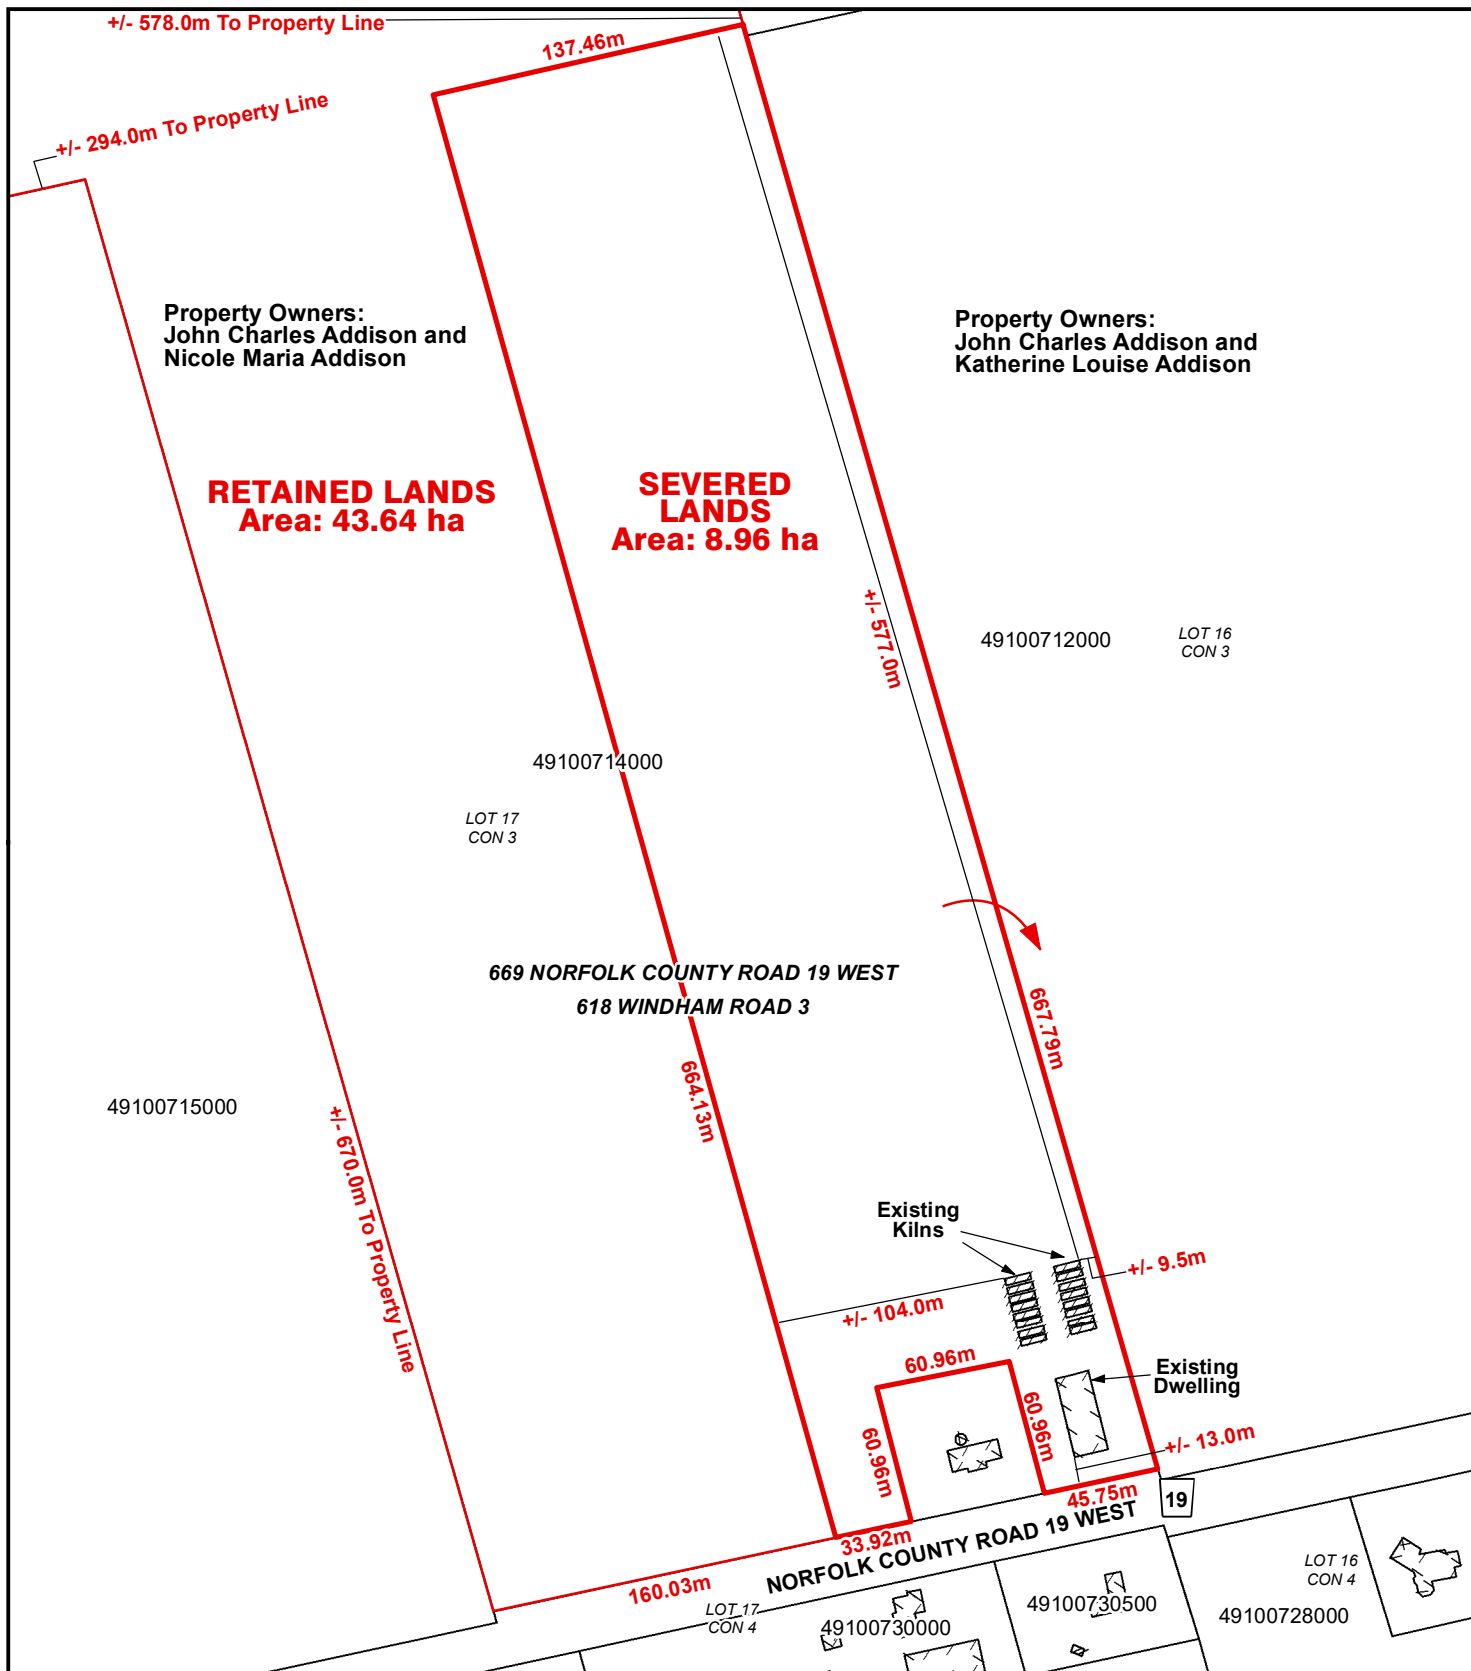 +/- 578.0m To Property Line
137.46m
+/- 294.0m To Property Line
Property Owners:
John Charles Addison and
Nicole Maria Addison
Property Owners:
John Charles Addison and
Katherine Louise Addison
RETAINED LANDS
Area: 43.64 ha
SEVERED
LANDS
Area: 8.96 ha
+/- 577.0m
49100712000
LOT 16
CON 3
49100714000
LOT 17
CON 3
669 NORFOLK COUNTY ROAD 19 WEST
618 WINDHAM ROAD 3
667.79m
664.13m
49100715000
+/- 670.0m To Property Line
Existing
Kilns
+/- 9.5m
+/- 104.0m
60.96m
Existing
Dwelling
60.96m
60.96m
+/- 13.0m
45.75m
19
33.92m
NORFOLK COUNTY ROAD 19 WEST
160.03m
LOT 17
CON 4
49100730000
49100730500
LOT 16
CON 4
49100728000